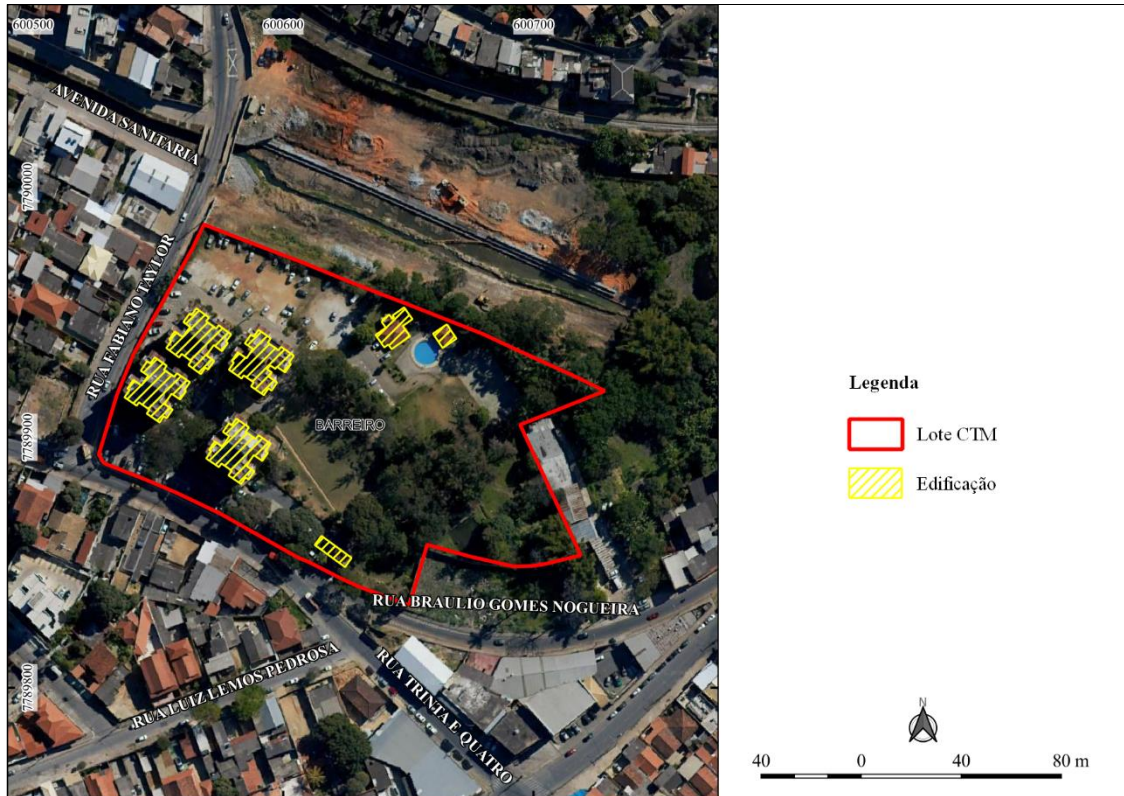 600500
600600
600700
AVENIDA SANITARIA
7790000
RUA FABIANO TAYLOR
7789900
BARREIRO
RUA BRAULIO GOMES NOGUEIRA
7789800
RUA LUIZ LEMOS PEDROSA
RUA TRINTA E QUATRO
Legenda
Lote CTM
Edificação
N
40 0 40 80 m